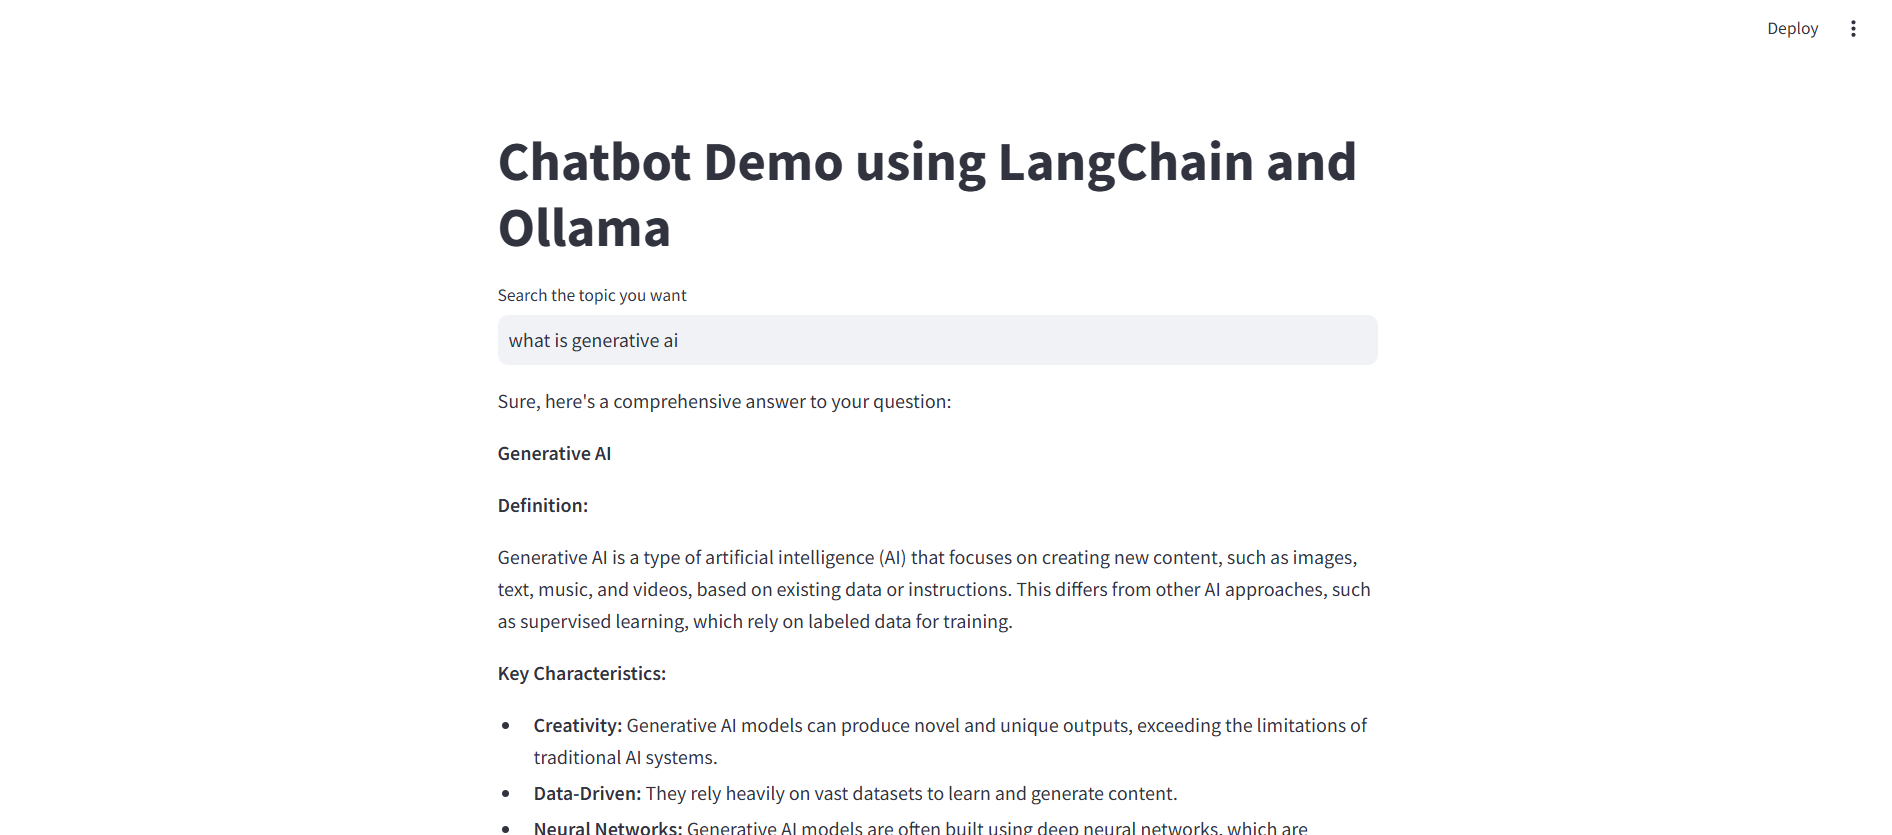 Deploy
Chatbot Demo using LangChain and
Ollama
Search the topic you want
what is generative ai
Sure, here's a comprehensive answer to your question:
Generative AI
Definition:
Generative AI is a type of artificial intelligence (AI) that focuses on creating new content, such as images,
text, music, and videos, based on existing data or instructions. This differs from other AI approaches, such
as supervised learning, which rely on labeled data for training.
Key Characteristics:
• Creativity: Generative AI models can produce novel and unique outputs, exceeding the limitations of
traditional AI systems.
• Data-Driven: They rely heavily on vast datasets to learn and generate content.
• Neural Networks: Generative AI models are often built using deep neural networks, which are